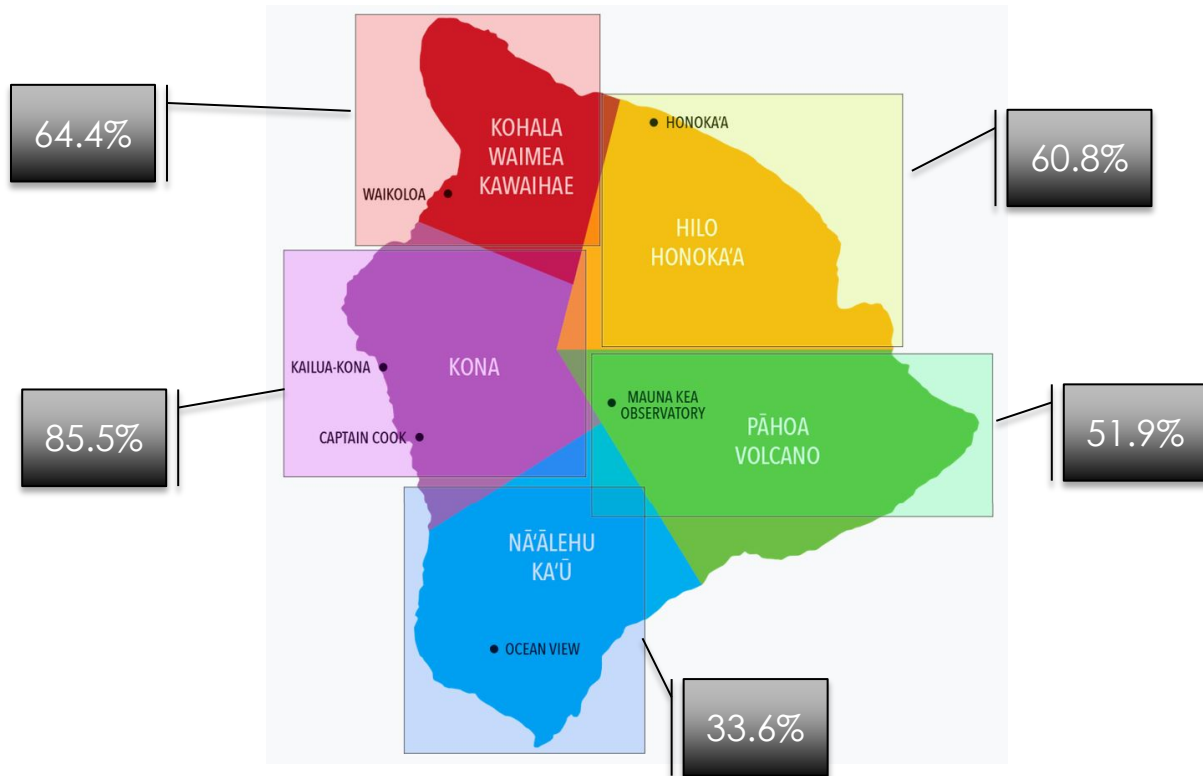 64.4%
KOHALA
WAIMEA
KAWAIHAE
WAIKOLOA
HONOKA‘A
60.8%
HILO
HONOKA‘A
KAILUA-KONA
KONA
CAPTAIN COOK
85.5%
MAUNA KEA
OBSERVATORY
PĀHOA
VOLCANO
51.9%
NĀ‘ĀLEHU
KA‘Ū
OCEAN VIEW
33.6%